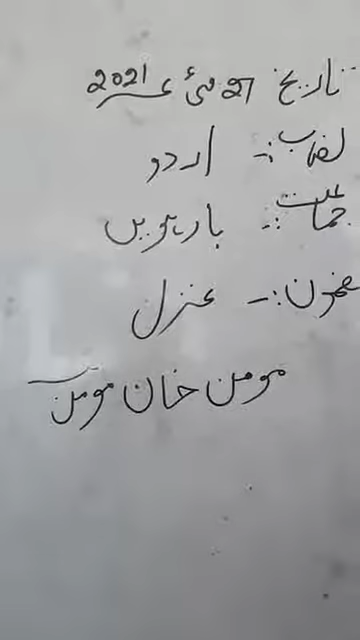 تاریخ 27 مئی 2021ء
نصاب:- اردو
جماعت:- بارہویں
مضمون:- غزل
مومن خان مومن